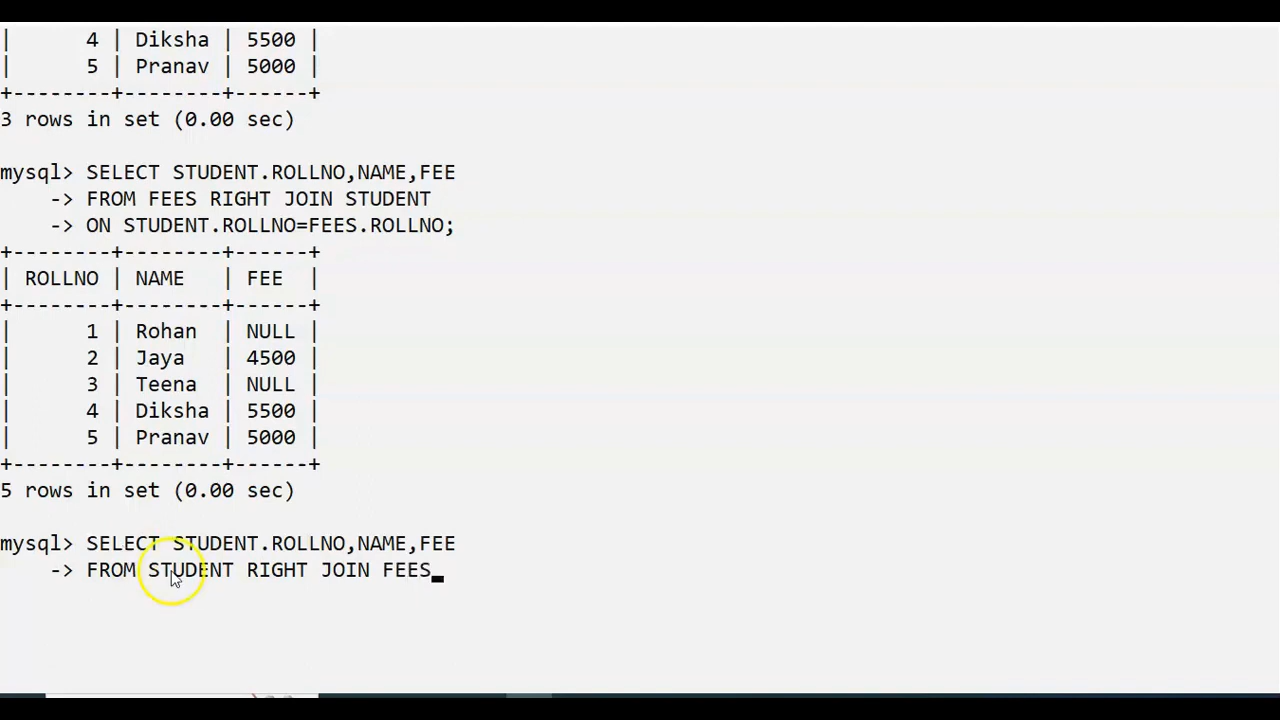 |      4 | Diksha | 5500 |
|      5 | Pranav | 5000 |
+--------+--------+------+
3 rows in set (0.00 sec)
mysql> SELECT STUDENT.ROLLNO,NAME,FEE
    -> FROM FEES RIGHT JOIN STUDENT
    -> ON STUDENT.ROLLNO=FEES.ROLLNO;
+--------+--------+------+
| ROLLNO | NAME   | FEE  |
+--------+--------+------+
|      1 | Rohan  | NULL |
|      2 | Jaya   | 4500 |
|      3 | Teena  | NULL |
|      4 | Diksha | 5500 |
|      5 | Pranav | 5000 |
+--------+--------+------+
5 rows in set (0.00 sec)
mysql> SELECT STUDENT.ROLLNO,NAME,FEE
    -> FROM STUDENT RIGHT JOIN FEES